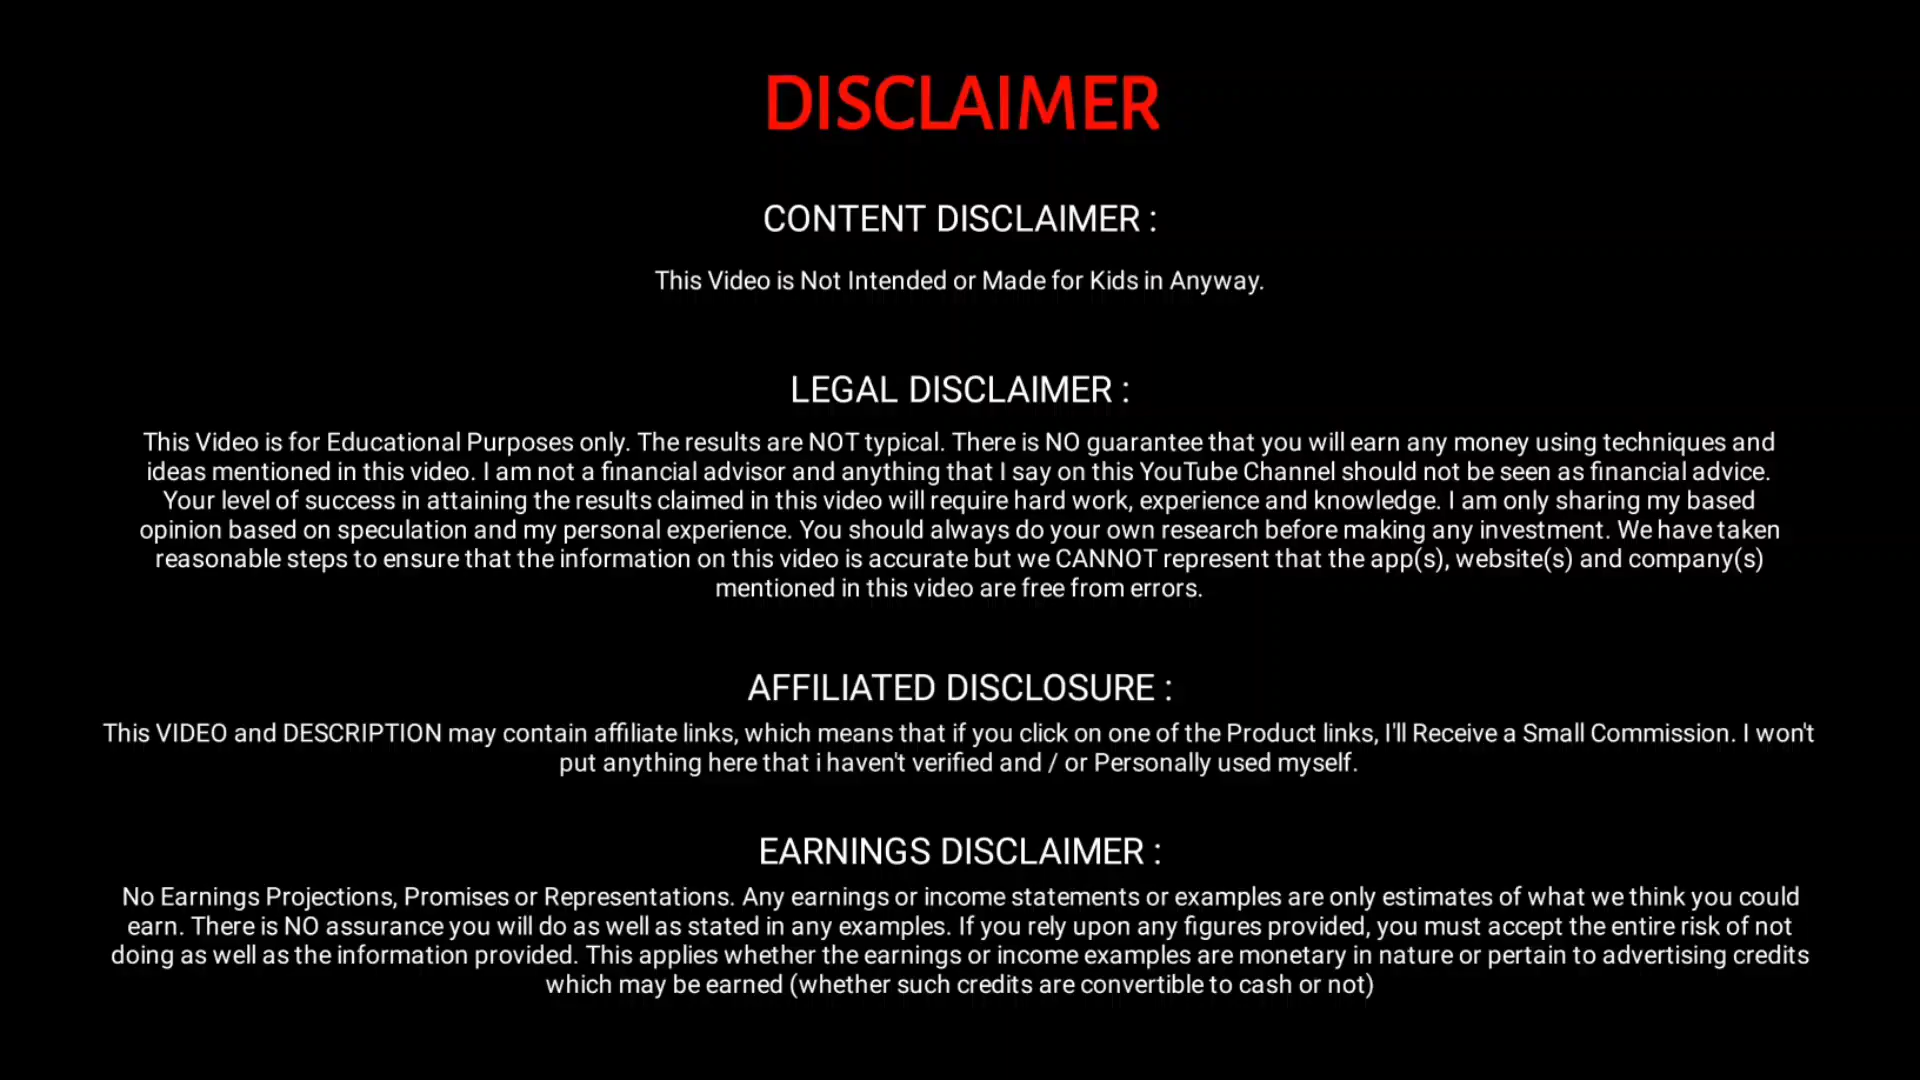 DISCLAIMER
CONTENT DISCLAIMER :
This Video is Not Intended or Made for Kids in Anyway.
LEGAL DISCLAIMER :
This Video is for Educational Purposes only. The results are NOT typical. There is NO guarantee that you will earn any money using techniques and
ideas mentioned in this video. I am not a financial advisor and anything that I say on this YouTube Channel should not be seen as financial advice.
Your level of success in attaining the results claimed in this video will require hard work, experience and knowledge. I am only sharing my based
opinion based on speculation and my personal experience. You should always do your own research before making any investment. We have taken
reasonable steps to ensure that the information on this video is accurate but we CANNOT represent that the app(s), website(s) and company(s)
mentioned in this video are free from errors.
AFFILIATED DISCLOSURE :
This VIDEO and DESCRIPTION may contain affiliate links, which means that if you click on one of the Product links, I'll Receive a Small Commission. I won't
put anything here that i haven't verified and / or Personally used myself.
EARNINGS DISCLAIMER :
No Earnings Projections, Promises or Representations. Any earnings or income statements or examples are only estimates of what we think you could
earn. There is NO assurance you will do as well as stated in any examples. If you rely upon any figures provided, you must accept the entire risk of not
doing as well as the information provided. This applies whether the earnings or income examples are monetary in nature or pertain to advertising credits
which may be earned (whether such credits are convertible to cash or not)